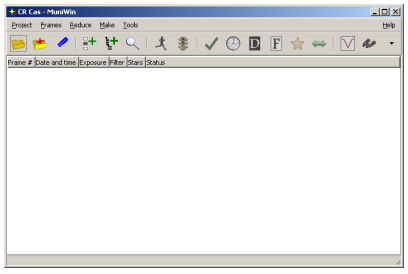 CR Cas - MuniWin
Project Frames Reduce Make Tools Help
D F
Frame # Date and time Exposure Filter Stars Status